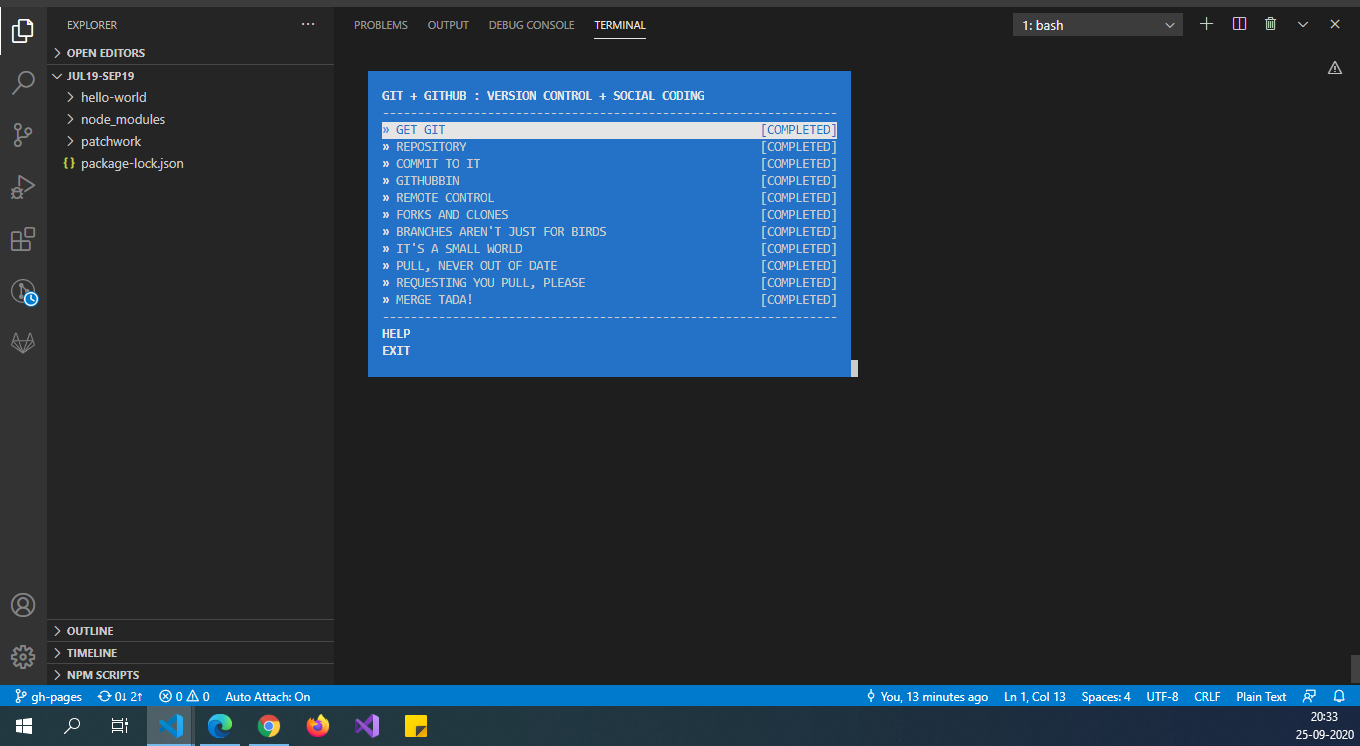 EXPLORER
OPEN EDITORS
JUL19-SEP19
hello-world
node_modules
patchwork
{} package-lock.json
OUTLINE
TIMELINE
NPM SCRIPTS
PROBLEMS OUTPUT DEBUG CONSOLE TERMINAL
1: bash
GIT + GITHUB : VERSION CONTROL + SOCIAL CODING
-----------------------------------------------------------------
» GET GIT [COMPLETED]
» REPOSITORY [COMPLETED]
» COMMIT TO IT [COMPLETED]
» GITHUBBIN [COMPLETED]
» REMOTE CONTROL [COMPLETED]
» FORKS AND CLONES [COMPLETED]
» BRANCHES AREN'T JUST FOR BIRDS [COMPLETED]
» IT'S A SMALL WORLD [COMPLETED]
» PULL, NEVER OUT OF DATE [COMPLETED]
» REQUESTING YOU PULL, PLEASE [COMPLETED]
» MERGE TADA! [COMPLETED]
-----------------------------------------------------------------
HELP
EXIT
gh-pages 0↓ 2↑ 0 0 Auto Attach: On You, 13 minutes ago Ln 1, Col 13 Spaces: 4 UTF-8 CRLF Plain Text
20:33
25-09-2020